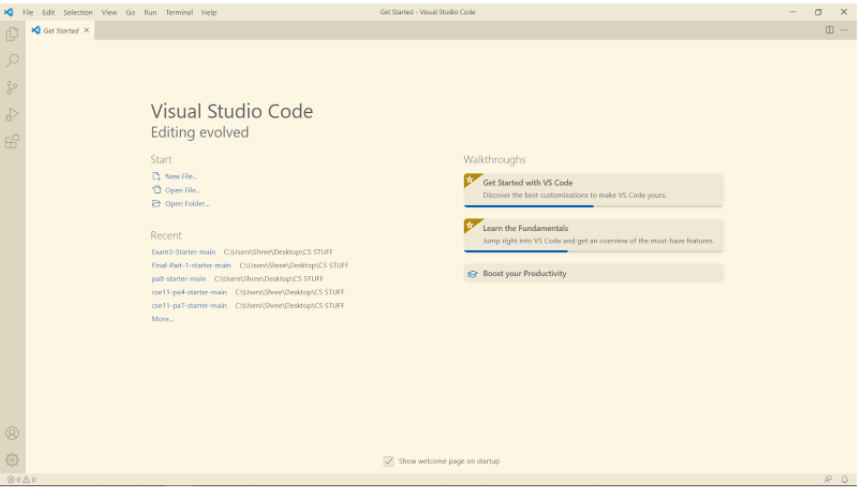 File Edit Selection View Go Run Terminal Help
Get Started - Visual Studio Code
Get Started
Visual Studio Code
Editing evolved
Start
New File...
Open File...
Open Folder...
Recent
Exam3-Starter-main C:\Users\Shree\Desktop\CS STUFF
Final-Part-1-starter-main C:\Users\Shree\Desktop\CS STUFF
pa8-starter-main C:\Users\Shree\Desktop\CS STUFF
cse11-pa4-starter-main C:\Users\Shree\Desktop\CS STUFF
cse11-pa7-starter-main C:\Users\Shree\Desktop\CS STUFF
More...
Walkthroughs
Get Started with VS Code
Discover the best customizations to make VS Code yours.
Learn the Fundamentals
Jump right into VS Code and get an overview of the must-have features.
Boost your Productivity
Show welcome page on startup
0 0